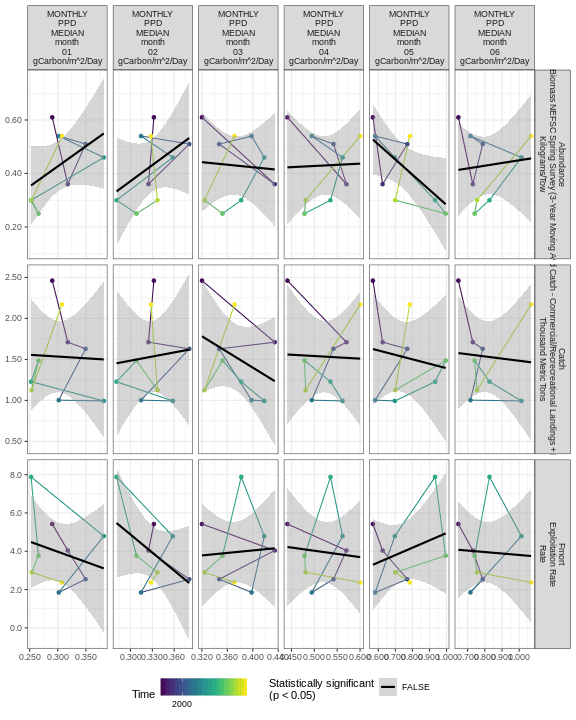 MONTHLY PPD MEDIAN month 01 gCarbon/m^2/Day
MONTHLY PPD MEDIAN month 02 gCarbon/m^2/Day
MONTHLY PPD MEDIAN month 03 gCarbon/m^2/Day
MONTHLY PPD MEDIAN month 04 gCarbon/m^2/Day
MONTHLY PPD MEDIAN month 05 gCarbon/m^2/Day
MONTHLY PPD MEDIAN month 06 gCarbon/m^2/Day
0.60
0.40
0.20
Abundance
Biomass NEFSC Spring Survey (3-Year Moving
Kilograms/Tow
2.50
2.00
1.50
1.00
0.50
Catch
Catch - Commercial/Recreational Landings +
Thousand Metric Tons
8.0
6.0
4.0
2.0
0.0
Fmort
Exploitation Rate
Rate
0.250 0.300 0.350
0.300 0.330 0.360
0.320 0.360 0.400 0.440
0.450 0.500 0.550 0.600
0.600 0.700 0.800 0.900 1.000
0.700 0.800 0.900 1.000
Time
2000
Statistically significant
(p < 0.05)
FALSE